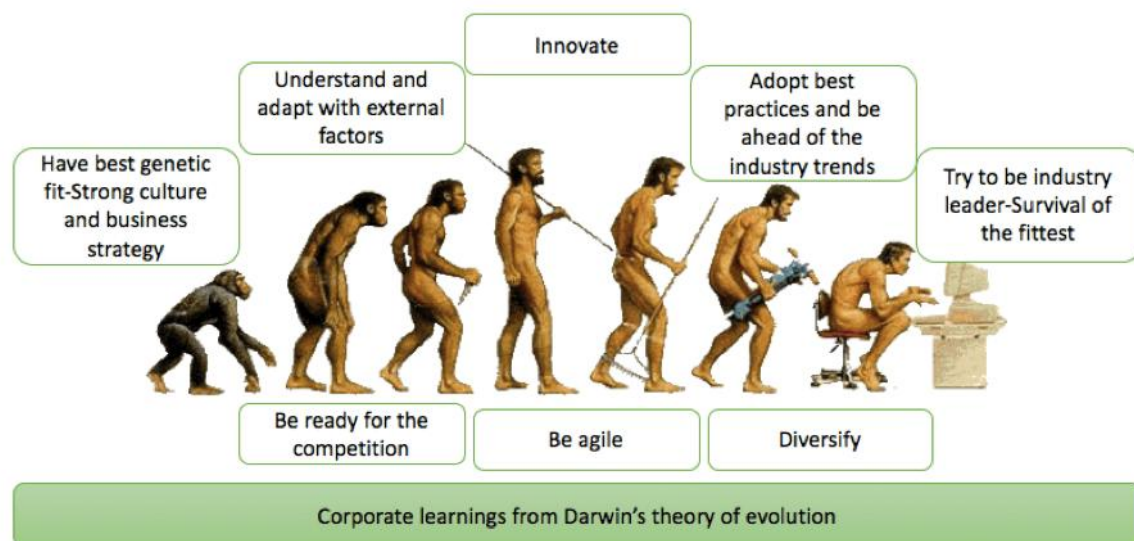 Innovate
Understand and
adapt with external
factors
Adopt best
practices and be
ahead of the
industry trends
Have best genetic
fit-Strong culture
and business
strategy
Try to be industry
leader-Survival of
the fittest
Be ready for the
competition
Be agile
Diversify
Corporate learnings from Darwin's theory of evolution